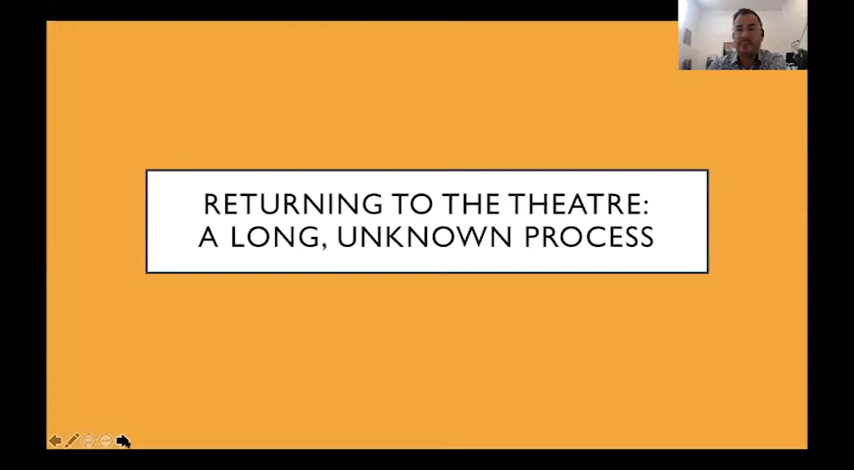 RETURNING TO THE THEATRE:
A LONG, UNKNOWN PROCESS